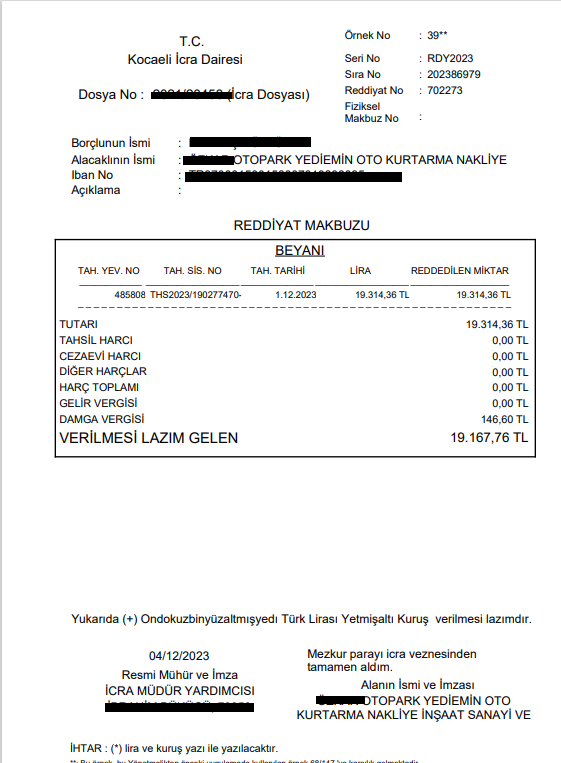 T.C.
Kocaeli İcra Dairesi
Dosya No : (İcra Dosyası)
Örnek No : 39**
Seri No : RDY2023
Sıra No : 202386979
Reddiyat No : 702273
Fiziksel
Makbuz No :
Borçlunun İsmi :
Alacaklının İsmi : OTOPARK YEDİEMİN OTO KURTARMA NAKLİYE
Iban No :
Açıklama :
REDDİYAT MAKBUZU
BEYANI
TAH. YEV. NO TAH. SİS. NO TAH. TARİHİ LİRA REDDEDİLEN MİKTAR
485808 THS2023/190277470- 1.12.2023 19.314,36 TL 19.314,36 TL
TUTARI 19.314,36 TL
TAHSİL HARCI 0,00 TL
CEZAEVİ HARCI 0,00 TL
DİĞER HARÇLAR 0,00 TL
HARÇ TOPLAMI 0,00 TL
GELİR VERGİSİ 0,00 TL
DAMGA VERGİSİ 146,60 TL
VERİLMESİ LAZIM GELEN 19.167,76 TL
Yukarıda (+) Ondokuzbinyüzaltmışyedı Türk Lirası Yetmişaltı Kuruş verilmesi lazımdır.
04/12/2023
Resmi Mühür ve İmza
İCRA MÜDÜR YARDIMCISI
Mezkur parayı icra veznesinden
tamamen aldım.
Alanın İsmi ve İmzası
OTOPARK YEDİEMİN OTO
KURTARMA NAKLİYE İNŞAAT SANAYİ VE
İHTAR : (*) lira ve kuruş yazı ile yazılacaktır.